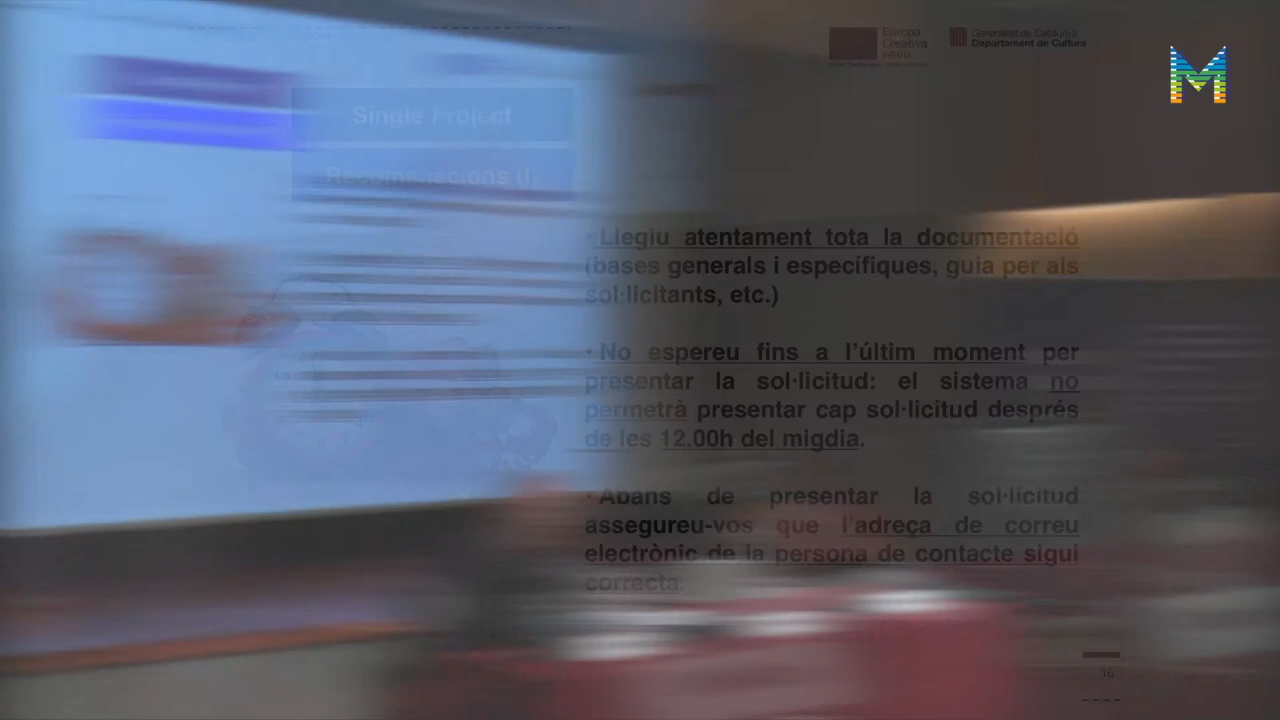 Europa
Creativa
MEDIA
Generalitat de Catalunya
Departament de Cultura
M
Single Project
Recomanacions (I)
· Llegiu atentament tota la documentació
(bases generals i específiques, guia per als
sol·licitants, etc.)
· No espereu fins a l’últim moment per
presentar la sol·licitud: el sistema no
permetrà presentar cap sol·licitud després
de les 12.00h del migdia.
· Abans de presentar la sol·licitud
assegureu-vos que l’adreça de correu
electrònic de la persona de contacte sigui
correcta.
16